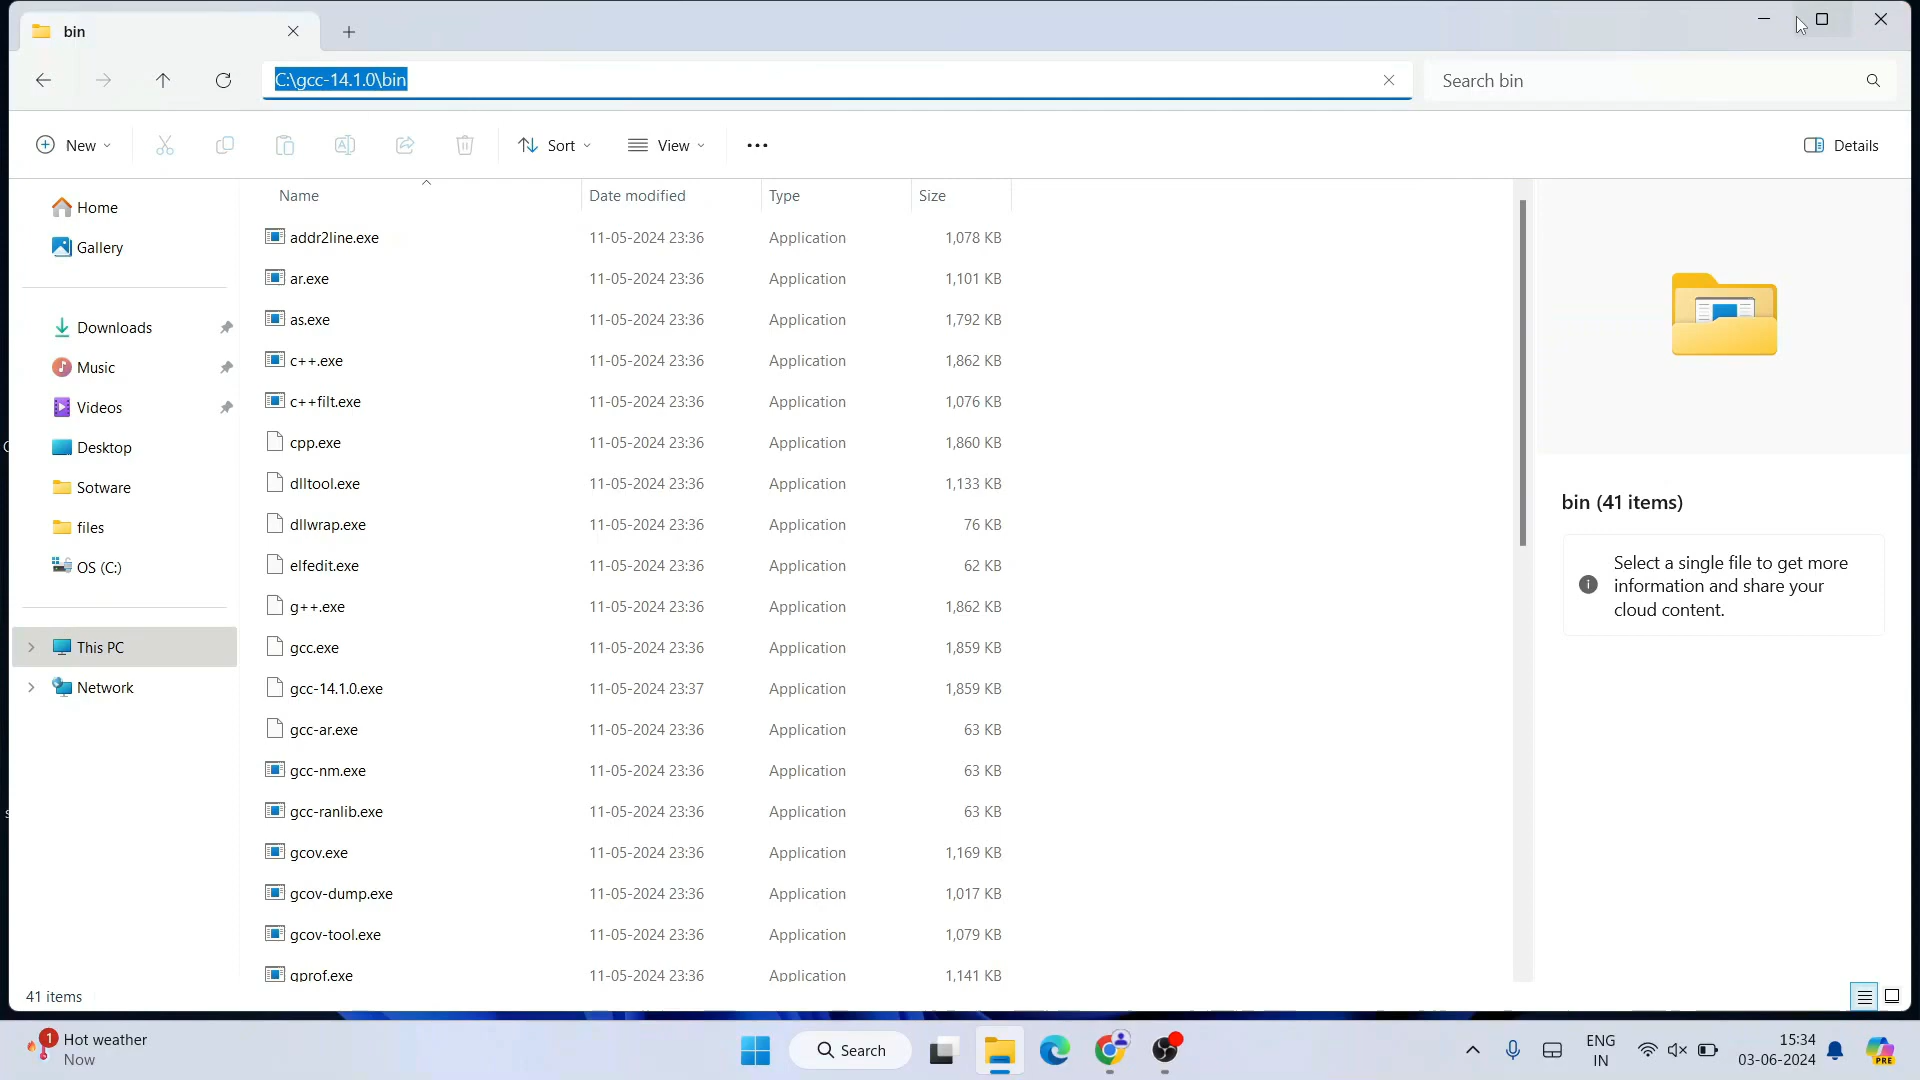 bin
C:\gcc-14.1.0\bin
Search bin
New
Sort
View
Details
Name Date modified Type Size
Home
Gallery
Downloads
Music
Videos
Desktop
Sotware
files
OS (C:)
This PC
Network
addr2line.exe 11-05-2024 23:36 Application 1,078 KB
ar.exe 11-05-2024 23:36 Application 1,101 KB
as.exe 11-05-2024 23:36 Application 1,792 KB
c++.exe 11-05-2024 23:36 Application 1,862 KB
c++filt.exe 11-05-2024 23:36 Application 1,076 KB
cpp.exe 11-05-2024 23:36 Application 1,860 KB
dlltool.exe 11-05-2024 23:36 Application 1,133 KB
dllwrap.exe 11-05-2024 23:36 Application 76 KB
elfedit.exe 11-05-2024 23:36 Application 62 KB
g++.exe 11-05-2024 23:36 Application 1,862 KB
gcc.exe 11-05-2024 23:36 Application 1,859 KB
gcc-14.1.0.exe 11-05-2024 23:37 Application 1,859 KB
gcc-ar.exe 11-05-2024 23:36 Application 63 KB
gcc-nm.exe 11-05-2024 23:36 Application 63 KB
gcc-ranlib.exe 11-05-2024 23:36 Application 63 KB
gcov.exe 11-05-2024 23:36 Application 1,169 KB
gcov-dump.exe 11-05-2024 23:36 Application 1,017 KB
gcov-tool.exe 11-05-2024 23:36 Application 1,079 KB
gprof.exe 11-05-2024 23:36 Application 1,141 KB
bin (41 items)
Select a single file to get more
information and share your
cloud content.
41 items
1
Hot weather
Now
Search
ENG
IN
15:34
03-06-2024
PRE